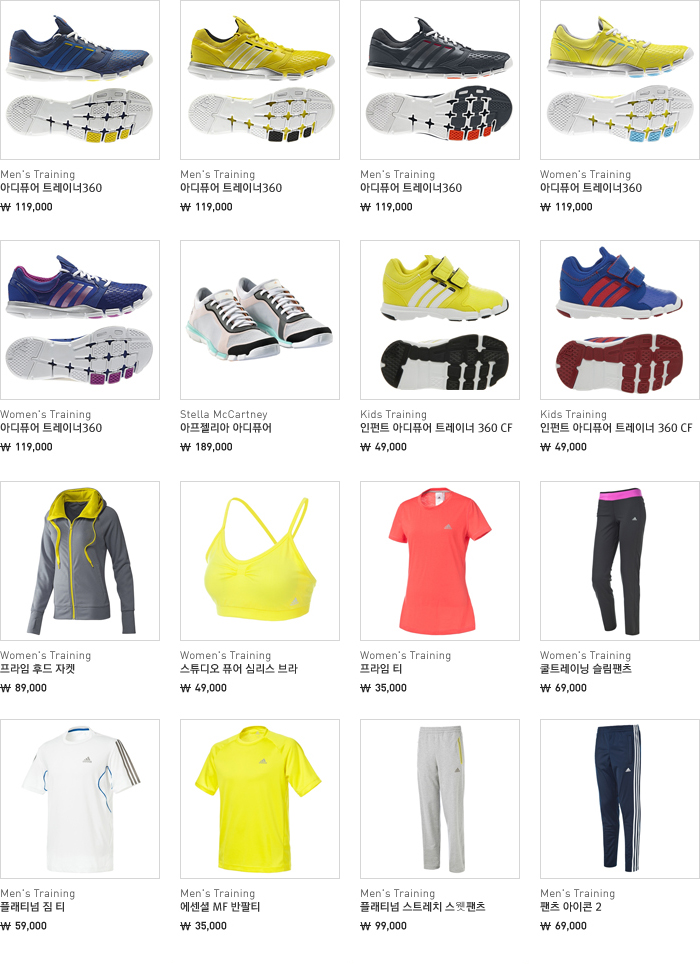 Men's Training
아디퓨어 트레이너360
₩ 119,000
Men's Training
아디퓨어 트레이너360
₩ 119,000
Men's Training
아디퓨어 트레이너360
₩ 119,000
Women's Training
아디퓨어 트레이너360
₩ 119,000
Women's Training
아디퓨어 트레이너360
₩ 119,000
Stella McCartney
아프젤리아 아디퓨어
₩ 189,000
Kids Training
인펀트 아디퓨어 트레이너 360 CF
₩ 49,000
Kids Training
인펀트 아디퓨어 트레이너 360 CF
₩ 49,000
Women's Training
프라임 후드 자켓
₩ 89,000
Women's Training
스튜디오 퓨어 심리스 브라
₩ 49,000
Women's Training
프라임 티
₩ 35,000
Women's Training
쿨트레이닝 슬림팬츠
₩ 69,000
Men's Training
플래티넘 짐 티
₩ 59,000
Men's Training
에센셜 MF 반팔티
₩ 35,000
Men's Training
플래티넘 스트레치 스웻팬츠
₩ 99,000
Men's Training
팬츠 아이콘 2
₩ 69,000